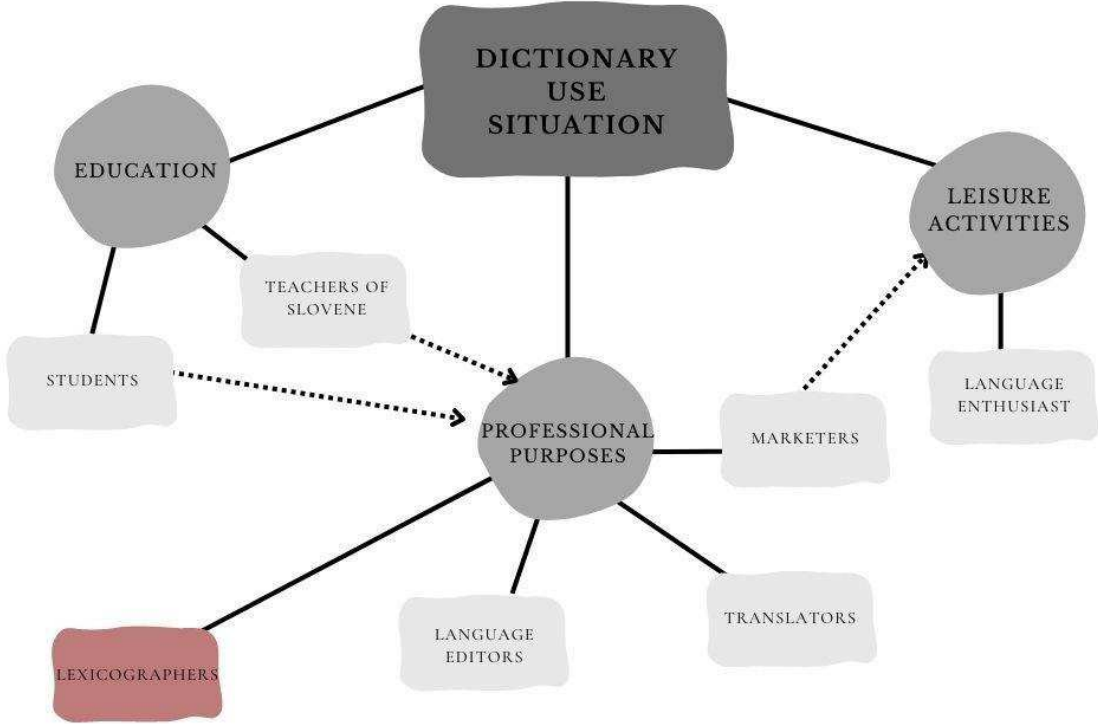 DICTIONARY
USE
SITUATION
EDUCATION
LEISURE
ACTIVITIES
TEACHERS OF
SLOVENE
STUDENTS
LANGUAGE
ENTHUSIAST
PROFESSIONAL
PURPOSES
MARKETERS
LEXICOGRAPHERS
LANGUAGE
EDITORS
TRANSLATORS